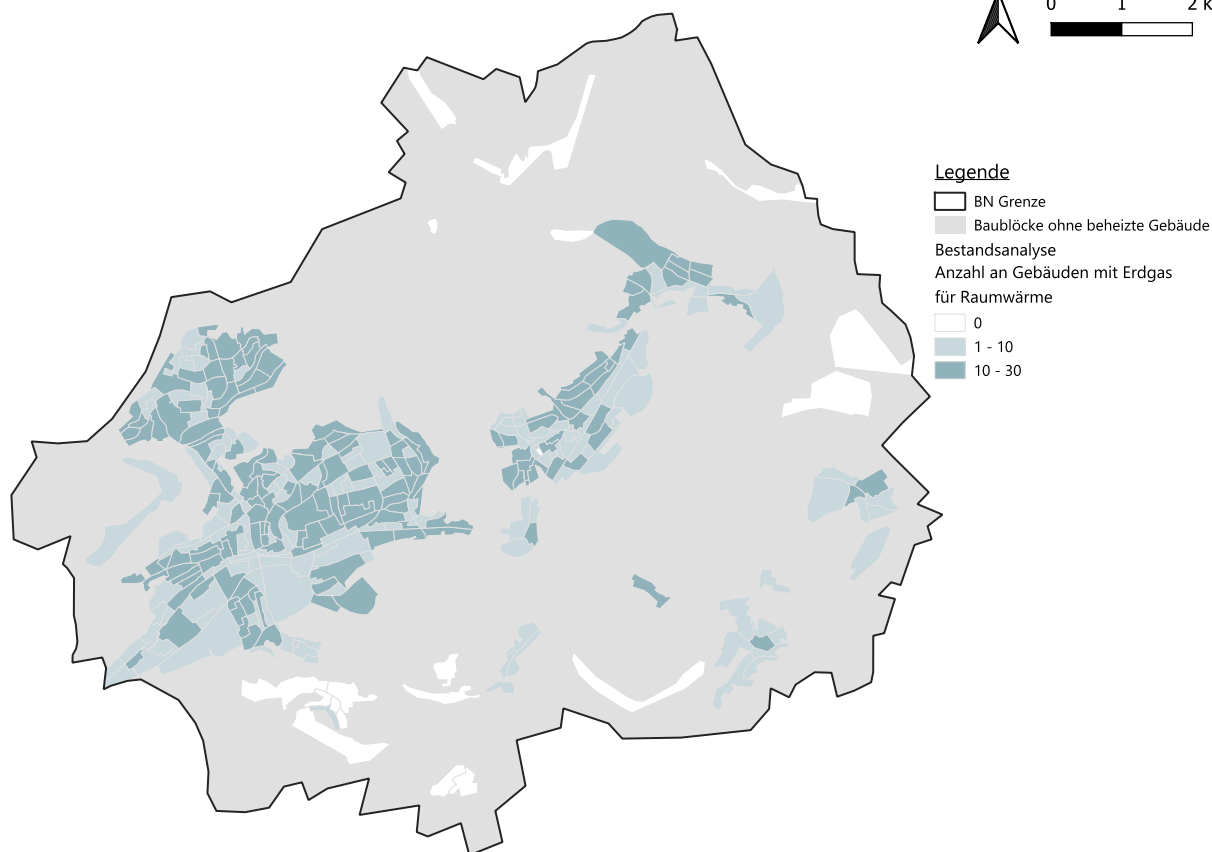 0 1 2 k
Legende
BN Grenze
Baublöcke ohne beheizte Gebäude
Bestandsanalyse
Anzahl an Gebäuden mit Erdgas
für Raumwärme
0
1 - 10
10 - 30